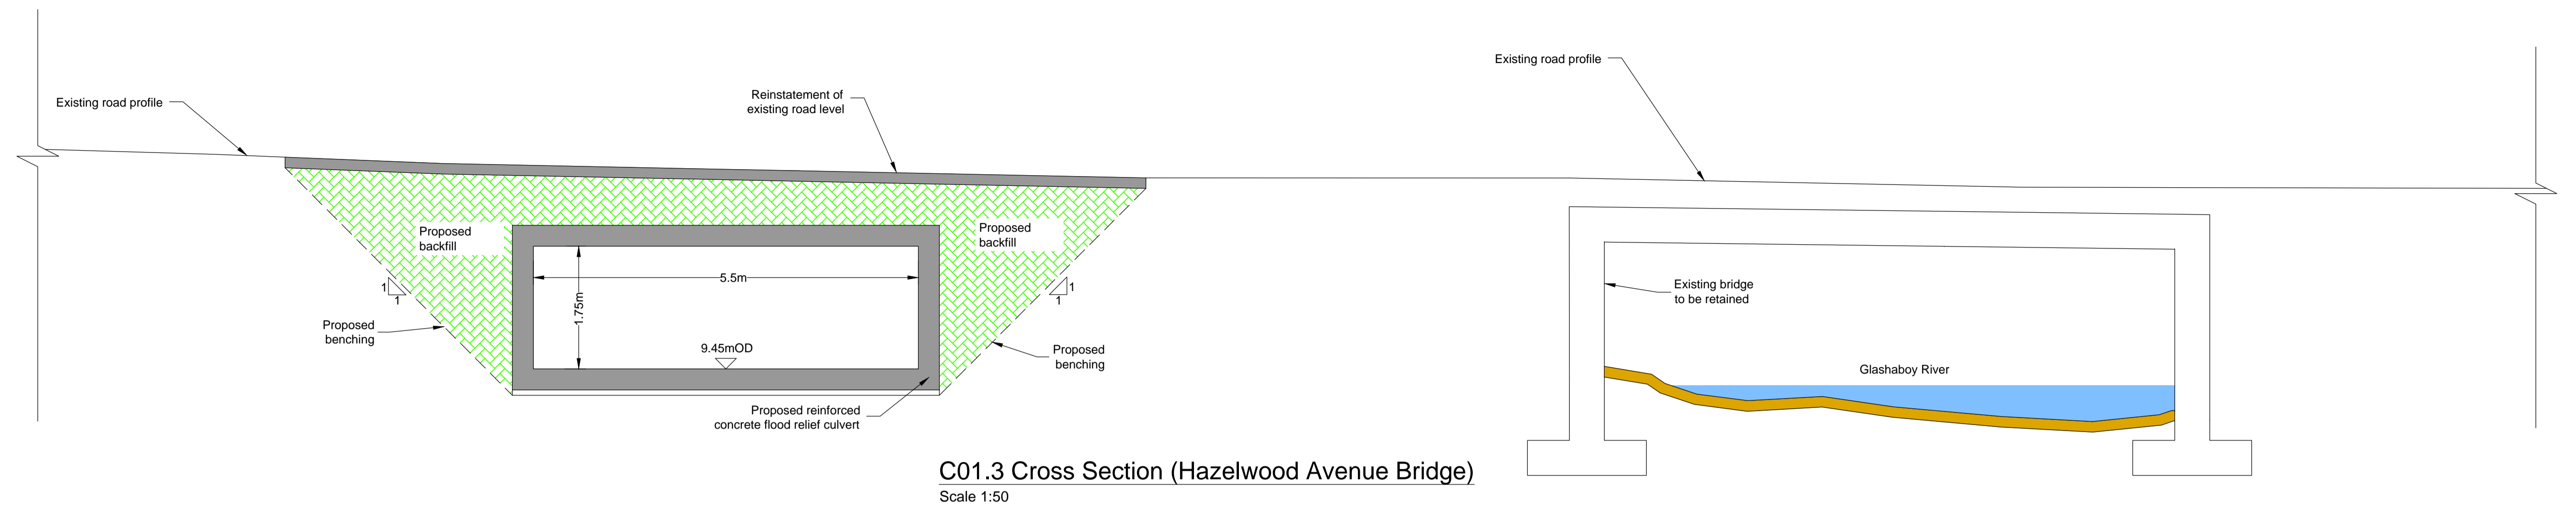 Existing road profile
Existing road profile
Reinstatement of
existing road level
Proposed
backfill
Proposed
backfill
5.5m
1.75m
1
1
1
1
Existing bridge
to be retained
Proposed
benching
9.45mOD
Proposed
benching
Glashaboy River
Proposed reinforced
concrete flood relief culvert
C01.3 Cross Section (Hazelwood Avenue Bridge)
Scale 1:50